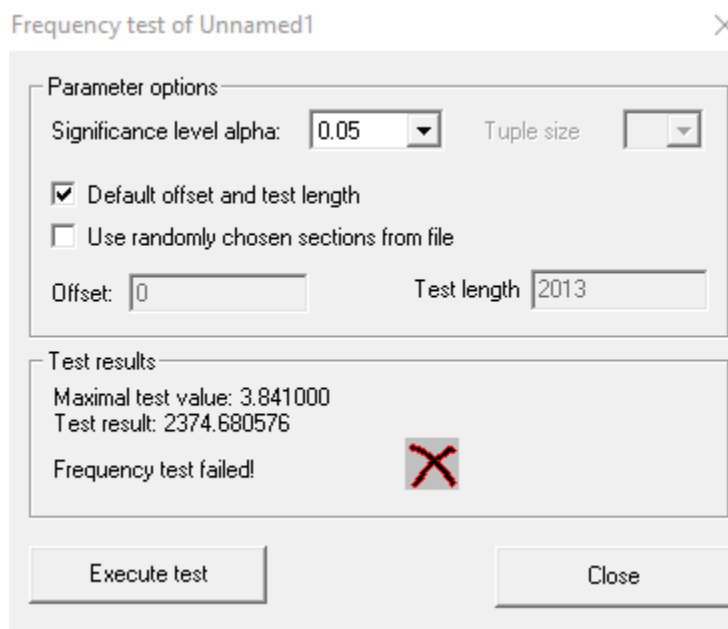 Frequency test of Unnamed1
Parameter options
Significance level alpha: 0.05 Tuple size
Default offset and test length
Use randomly chosen sections from file
Offset: 0 Test length 2013
Test results
Maximal test value: 3.841000
Test result: 2374.680576
Frequency test failed!
Execute test Close